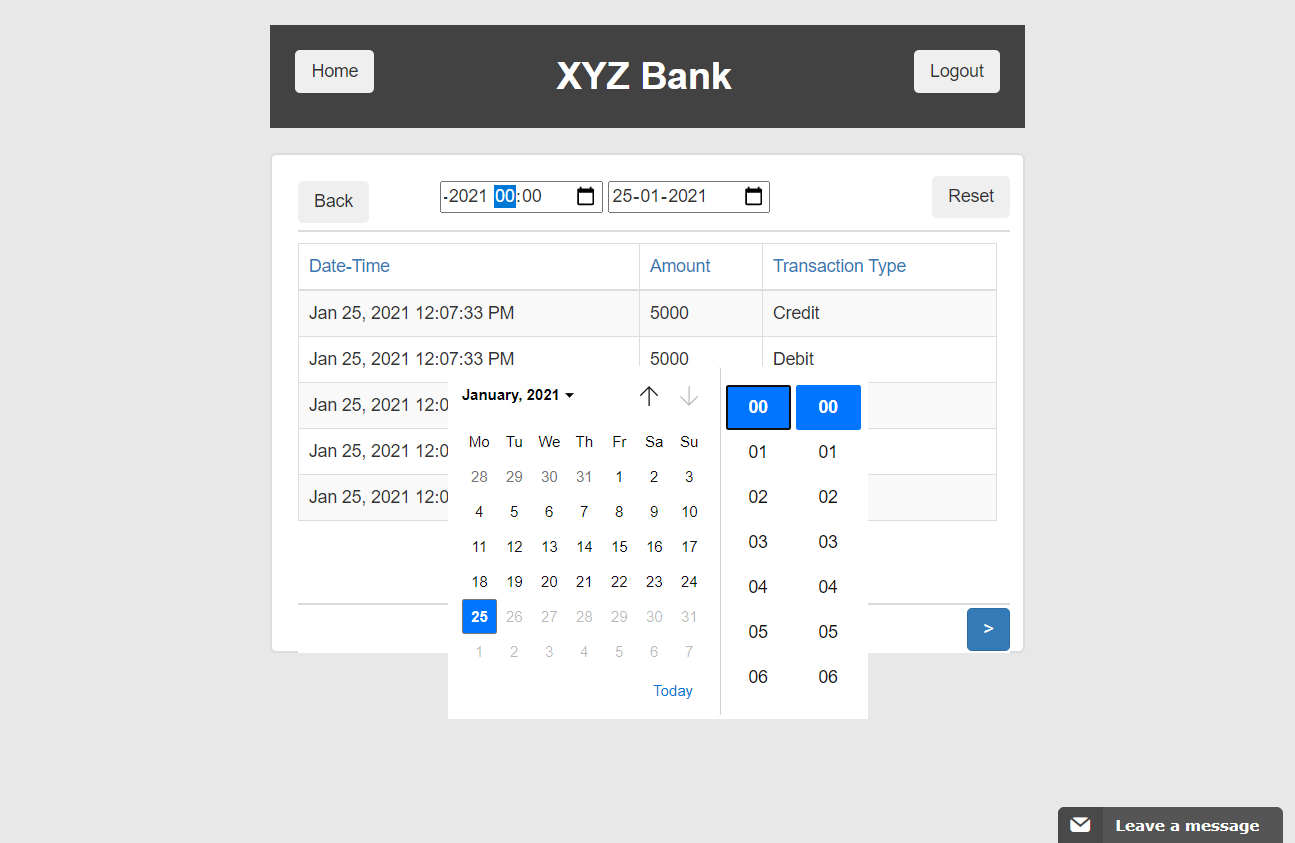 Home
XYZ Bank
Logout
Back
-2021 00:00
25-01-2021
Reset
Date-Time Amount Transaction Type
Jan 25, 2021 12:07:33 PM 5000 Credit
Jan 25, 2021 12:07:33 PM 5000 Debit
Jan 25, 2021 12:0
Jan 25, 2021 12:0
Jan 25, 2021 12:0
January, 2021
Mo Tu We Th Fr Sa Su
28 29 30 31 1 2 3
4 5 6 7 8 9 10
11 12 13 14 15 16 17
18 19 20 21 22 23 24
25 26 27 28 29 30 31
1 2 3 4 5 6 7
Today
00 00
01 01
02 02
03 03
04 04
05 05
06 06
>
Leave a message